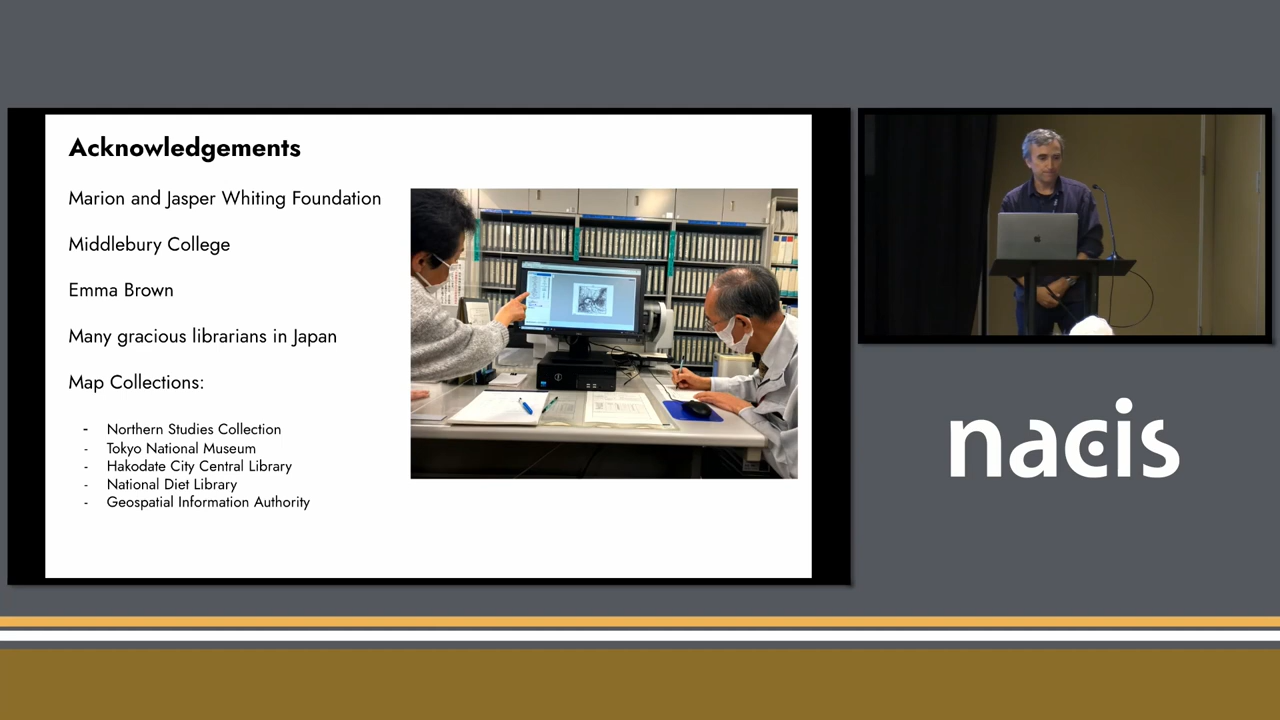 Acknowledgements
Marion and Jasper Whiting Foundation
Middlebury College
Emma Brown
Many gracious librarians in Japan
Map Collections:
- Northern Studies Collection
- Tokyo National Museum
- Hakodate City Central Library
- National Diet Library
- Geospatial Information Authority
nacis